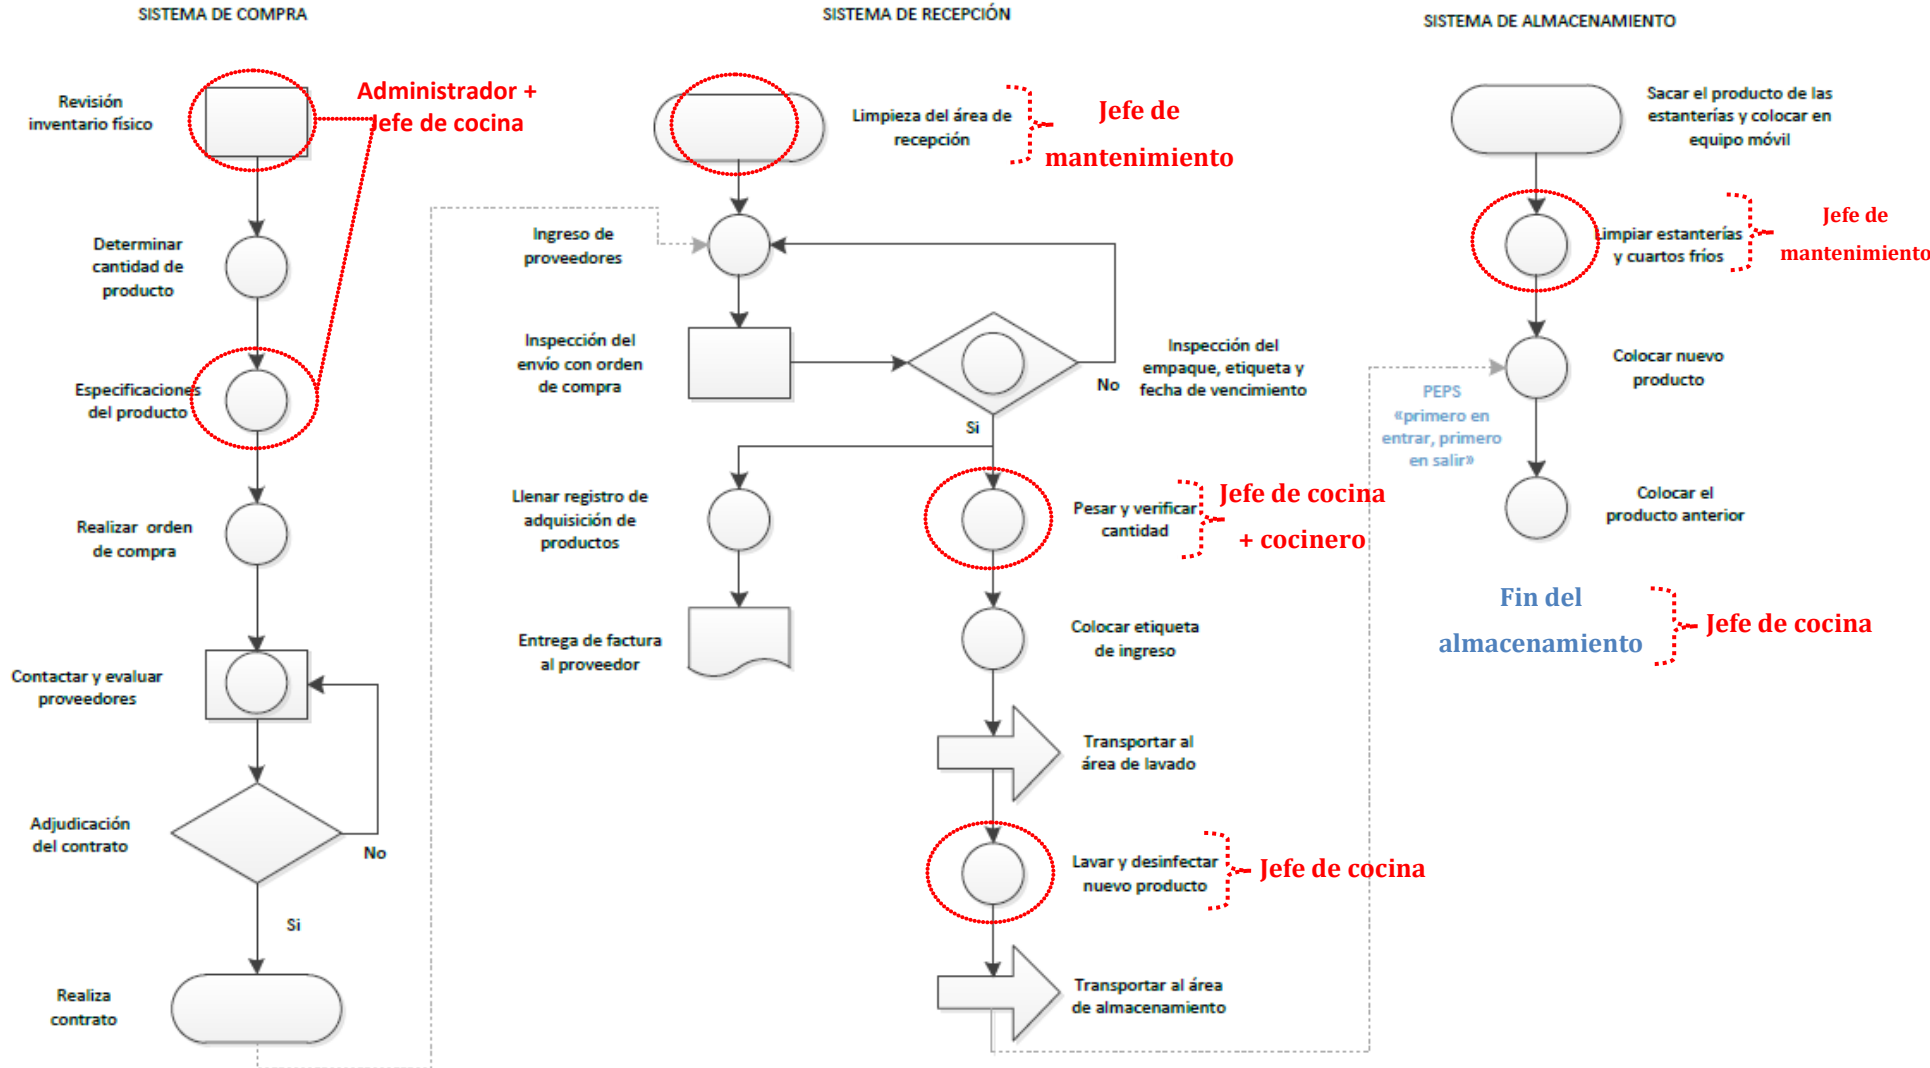 SISTEMA DE COMPRA
Revisión
inventario físico
Administrador +
Jefe de cocina
Determinar
cantidad de
producto
Especificaciones
del producto
Realizar orden
de compra
Contactar y evaluar
proveedores
Adjudicación
del contrato
No
Si
Realiza
contrato
SISTEMA DE RECEPCIÓN
Limpieza del área de
recepción
Jefe de
mantenimiento
Ingreso de
proveedores
Inspección del
envío con orden
de compra
Inspección del
empaque, etiqueta y
fecha de vencimiento
No
Si
Llenar registro de
adquisición de
productos
Pesar y verificar
cantidad
Jefe de cocina
+ cocinero
Entrega de factura
al proveedor
Colocar etiqueta
de ingreso
Transportar al
área de lavado
Lavar y desinfectar
nuevo producto
Jefe de cocina
Transportar al área
de almacenamiento
SISTEMA DE ALMACENAMIENTO
Sacar el producto de las
estanterías y colocar en
equipo móvil
Limpiar estanterías
y cuartos fríos
Jefe de
mantenimiento
Colocar nuevo
producto
PEPS
«primero en
entrar, primero
en salir»
Colocar el
producto anterior
Fin del
almacenamiento
Jefe de cocina